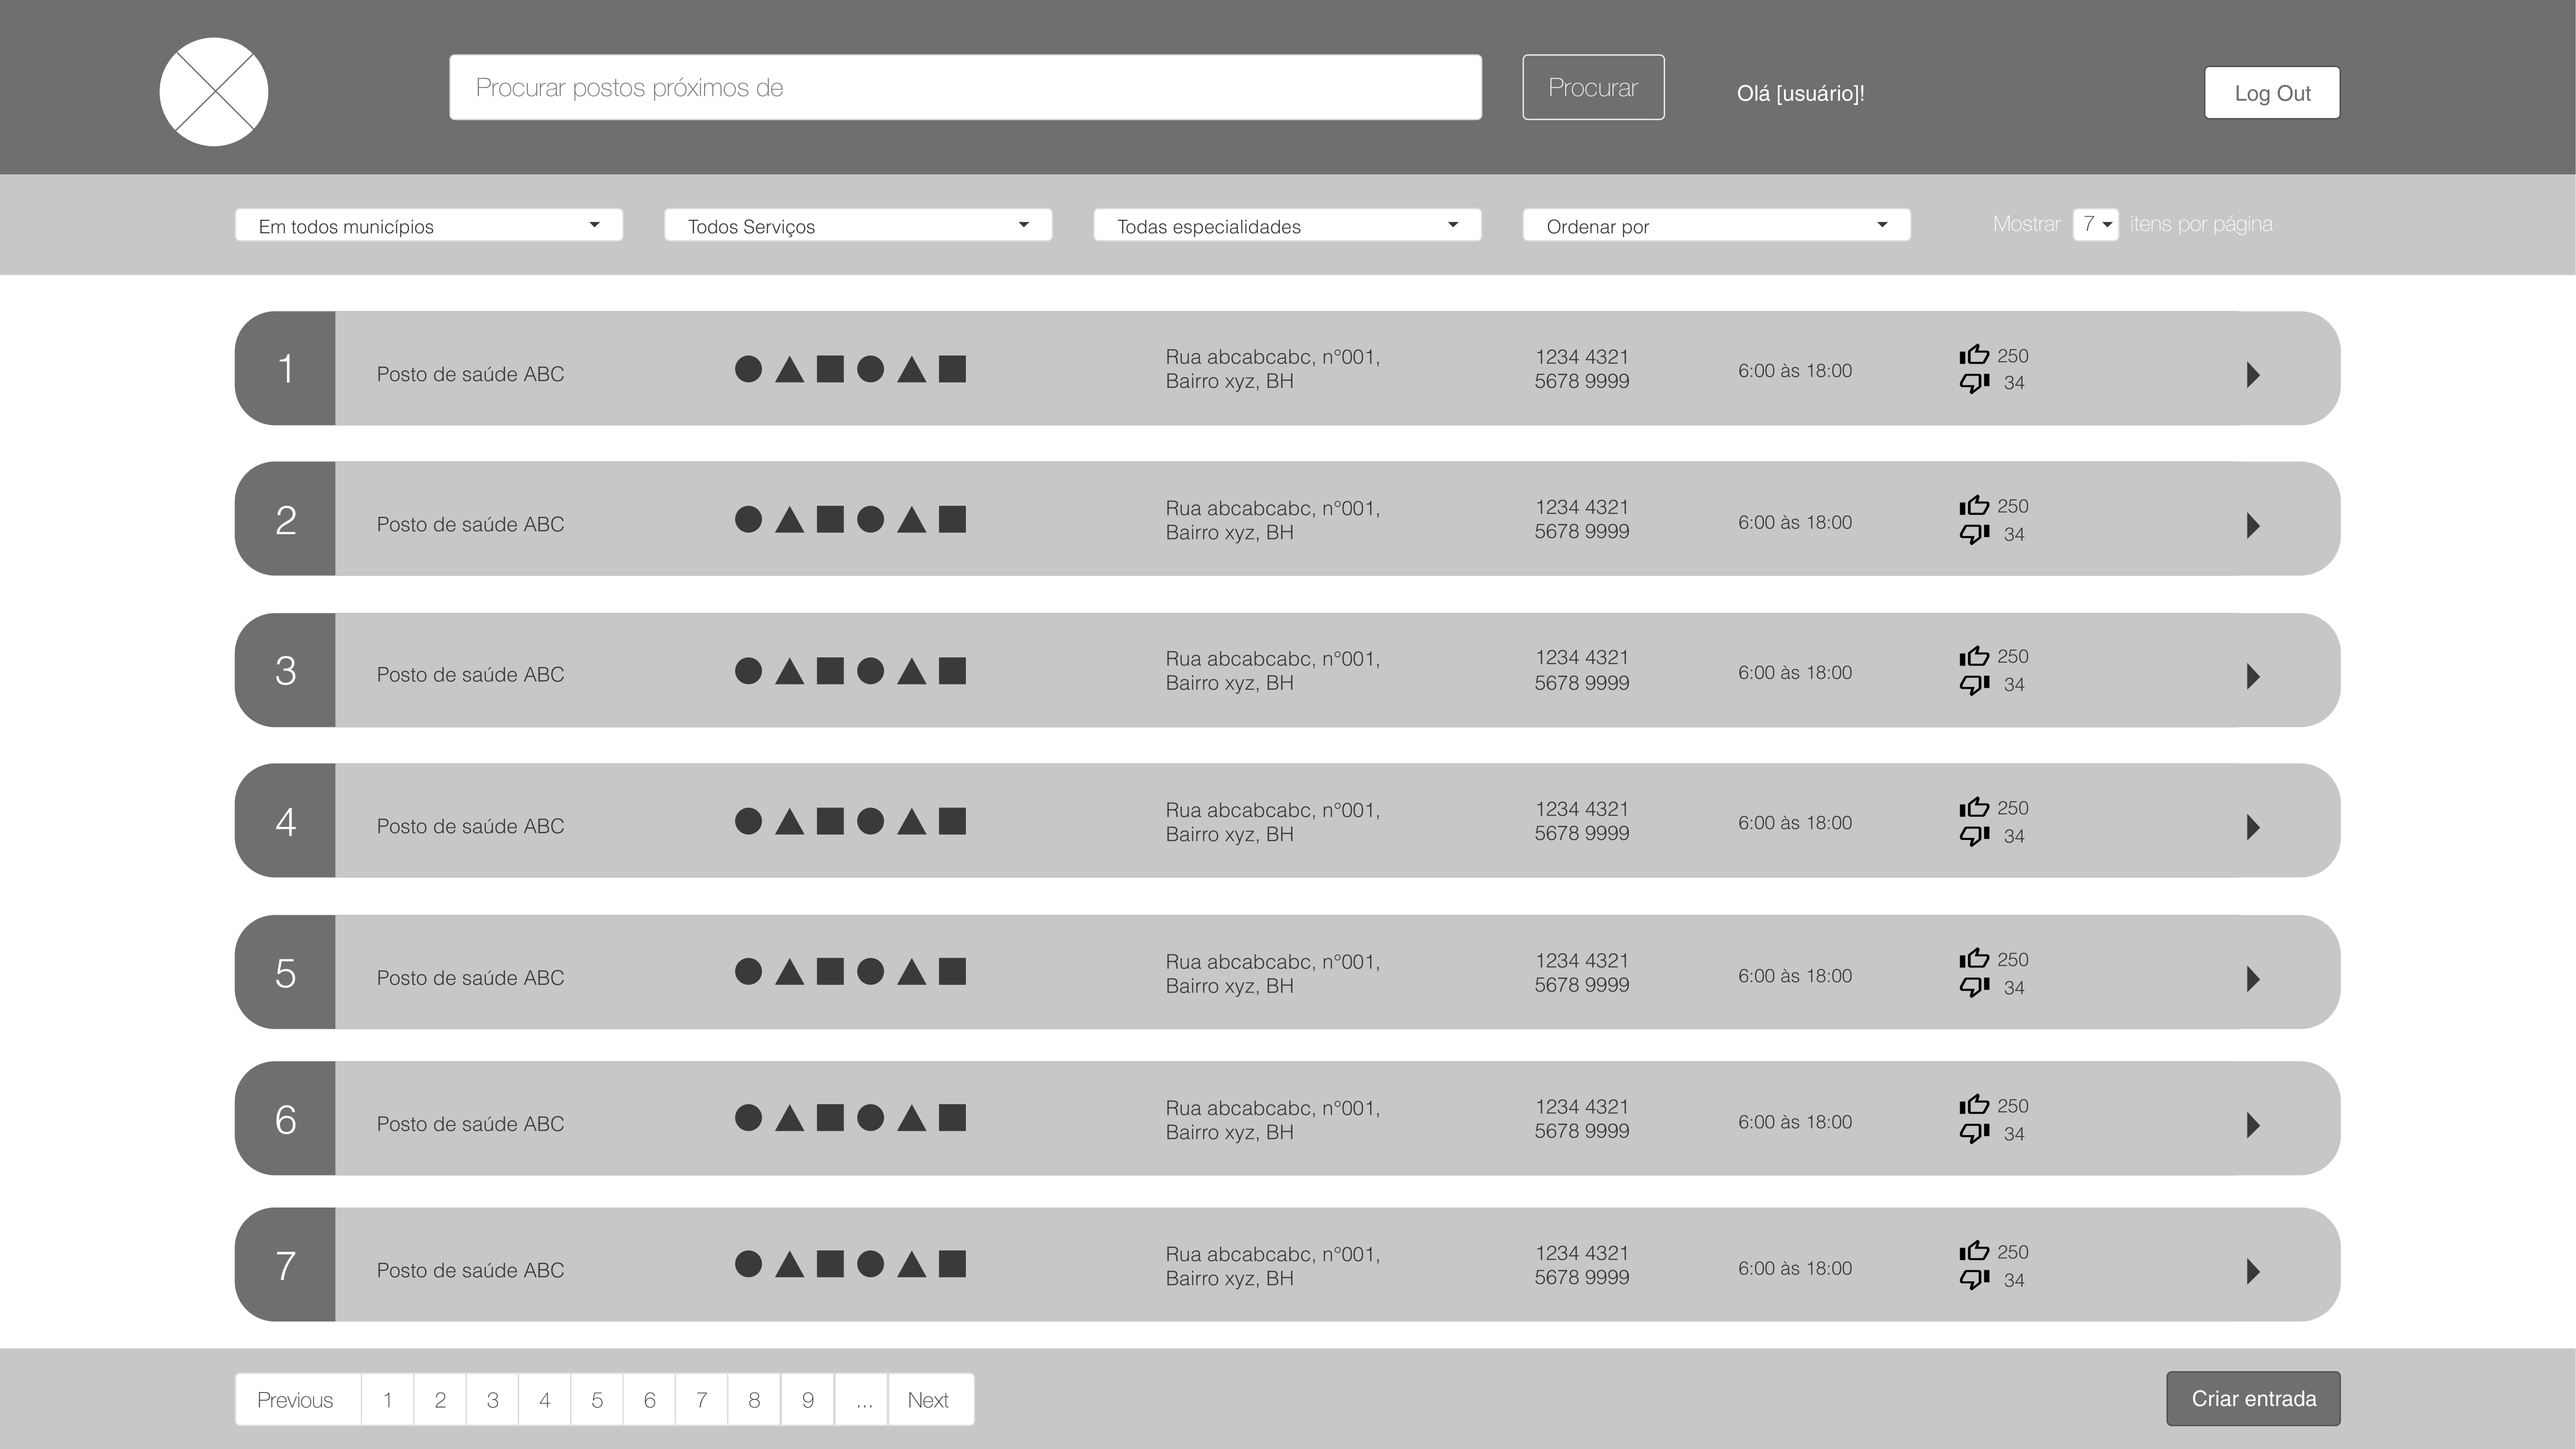 Procurar postos próximos de
Procurar
Olá [usuário]!
Log Out
Em todos municípios
Todos Serviços
Todas especialidades
Ordenar por
Mostrar 7 itens por página
1
Posto de saúde ABC
Rua abcabcabc, nº001,
Bairro xyz, BH
1234 4321
5678 9999
6:00 às 18:00
250
34
2
Posto de saúde ABC
Rua abcabcabc, nº001,
Bairro xyz, BH
1234 4321
5678 9999
6:00 às 18:00
250
34
3
Posto de saúde ABC
Rua abcabcabc, nº001,
Bairro xyz, BH
1234 4321
5678 9999
6:00 às 18:00
250
34
4
Posto de saúde ABC
Rua abcabcabc, nº001,
Bairro xyz, BH
1234 4321
5678 9999
6:00 às 18:00
250
34
5
Posto de saúde ABC
Rua abcabcabc, nº001,
Bairro xyz, BH
1234 4321
5678 9999
6:00 às 18:00
250
34
6
Posto de saúde ABC
Rua abcabcabc, nº001,
Bairro xyz, BH
1234 4321
5678 9999
6:00 às 18:00
250
34
7
Posto de saúde ABC
Rua abcabcabc, nº001,
Bairro xyz, BH
1234 4321
5678 9999
6:00 às 18:00
250
34
Previous 1 2 3 4 5 6 7 8 9 ... Next
Criar entrada